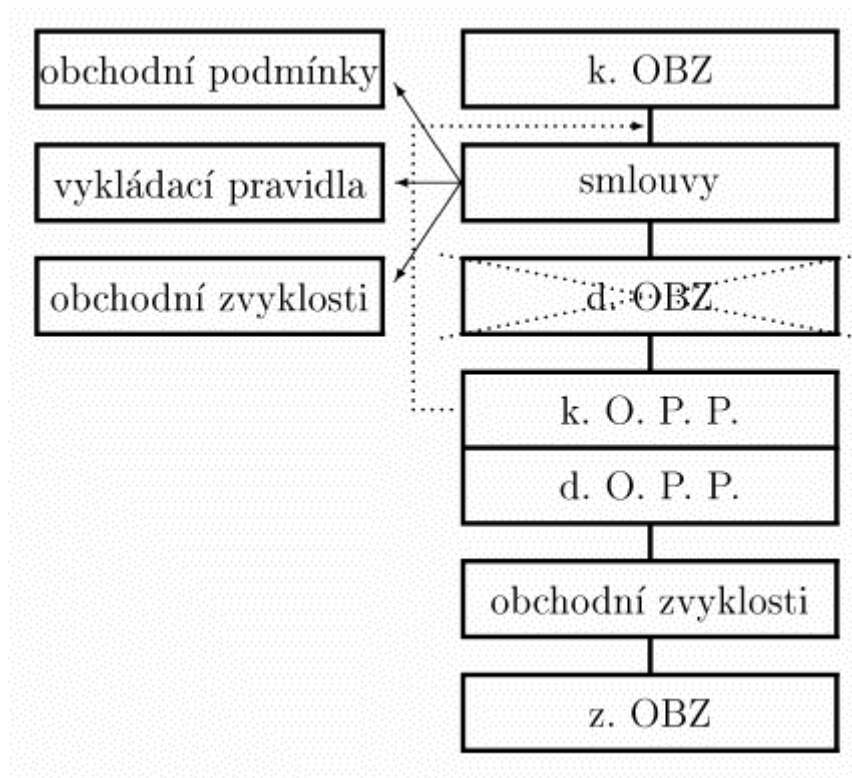 obchodní podmínky
k. OBZ
vykládací pravidla
smlouvy
obchodní zvyklosti
d. OBZ
k. O. P. P.
d. O. P. P.
obchodní zvyklosti
z. OBZ